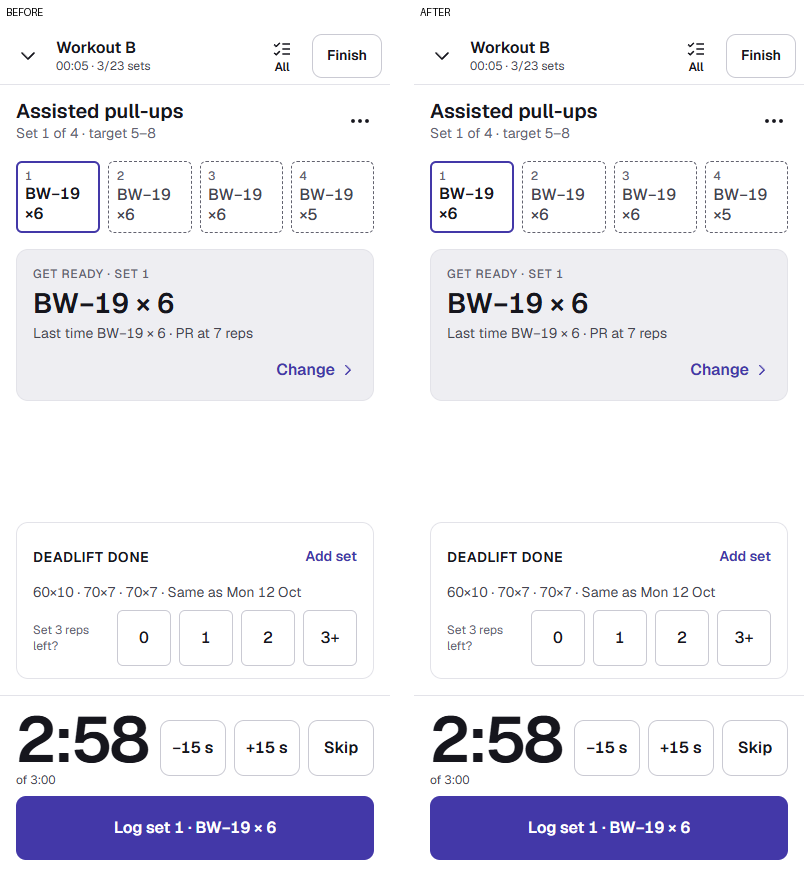 BEFORE
Workout B
00:05 · 3/23 sets
All
Finish
Assisted pull-ups
Set 1 of 4 · target 5–8
1
BW−19
×6
2
BW−19
×6
3
BW−19
×6
4
BW−19
×5
GET READY · SET 1
BW−19 × 6
Last time BW−19 × 6 · PR at 7 reps
Change
DEADLIFT DONE
Add set
60×10 · 70×7 · 70×7 · Same as Mon 12 Oct
Set 3 reps
left?
0
1
2
3+
2:58
of 3:00
−15 s
+15 s
Skip
Log set 1 · BW−19 × 6
AFTER
Workout B
00:05 · 3/23 sets
All
Finish
Assisted pull-ups
Set 1 of 4 · target 5–8
1
BW−19
×6
2
BW−19
×6
3
BW−19
×6
4
BW−19
×5
GET READY · SET 1
BW−19 × 6
Last time BW−19 × 6 · PR at 7 reps
Change
DEADLIFT DONE
Add set
60×10 · 70×7 · 70×7 · Same as Mon 12 Oct
Set 3 reps
left?
0
1
2
3+
2:58
of 3:00
−15 s
+15 s
Skip
Log set 1 · BW−19 × 6